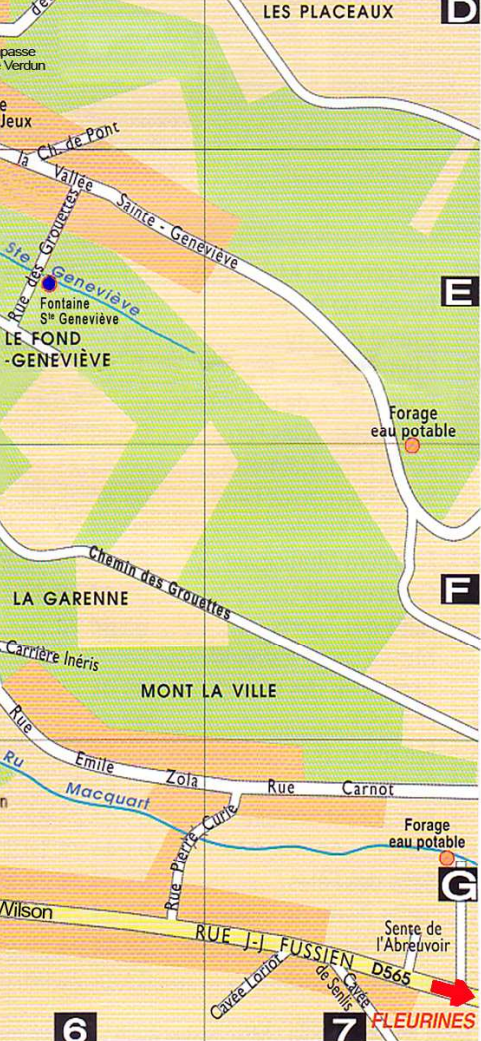 LES PLACEAUX
D
de
passe
Verdun
e
Jeux
Ch. de Pont
la Vallée Sainte - Geneviève
Rue des Grouettes
Ste Geneviève
E
Fontaine
Ste Geneviève
LE FOND
-GENEVIÈVE
Forage
eau potable
Chemin des Grouettes
F
LA GARENNE
Carrière Inéris
MONT LA VILLE
Rue Emile Zola
Rue Carnot
Ru Macquart
n
Rue Pierre Curie
Forage
eau potable
G
Wilson
RUE J-J FUSSIEN D565
Sente de
l'Abreuvoir
Cavée Loriot
Cavée
de Senlis
FLEURINES
6
7